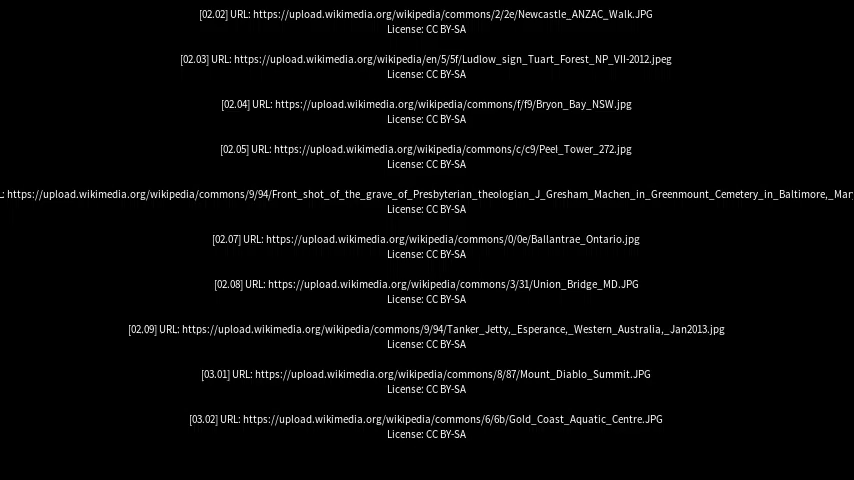 [02.02] URL: https://upload.wikimedia.org/wikipedia/commons/2/2e/Newcastle_ANZAC_Walk.JPG
License: CC BY-SA
[02.03] URL: https://upload.wikimedia.org/wikipedia/en/5/5f/Ludlow_sign_Tuart_Forest_NP_VII-2012.jpeg
License: CC BY-SA
[02.04] URL: https://upload.wikimedia.org/wikipedia/commons/f/f9/Bryon_Bay_NSW.jpg
License: CC BY-SA
[02.05] URL: https://upload.wikimedia.org/wikipedia/commons/c/c9/Peel_Tower_272.jpg
License: CC BY-SA
https://upload.wikimedia.org/wikipedia/commons/9/94/Front_shot_of_the_grave_of_Presbyterian_theologian_J_Gresham_Machen_in_Greenmount_Cemetery_in_Baltimore,_Mar
License: CC BY-SA
[02.07] URL: https://upload.wikimedia.org/wikipedia/commons/0/0e/Ballantrae_Ontario.jpg
License: CC BY-SA
[02.08] URL: https://upload.wikimedia.org/wikipedia/commons/3/31/Union_Bridge_MD.JPG
License: CC BY-SA
[02.09] URL: https://upload.wikimedia.org/wikipedia/commons/9/94/Tanker_Jetty,_Esperance,_Western_Australia,_Jan2013.jpg
License: CC BY-SA
[03.01] URL: https://upload.wikimedia.org/wikipedia/commons/8/87/Mount_Diablo_Summit.JPG
License: CC BY-SA
[03.02] URL: https://upload.wikimedia.org/wikipedia/commons/6/6b/Gold_Coast_Aquatic_Centre.JPG
License: CC BY-SA